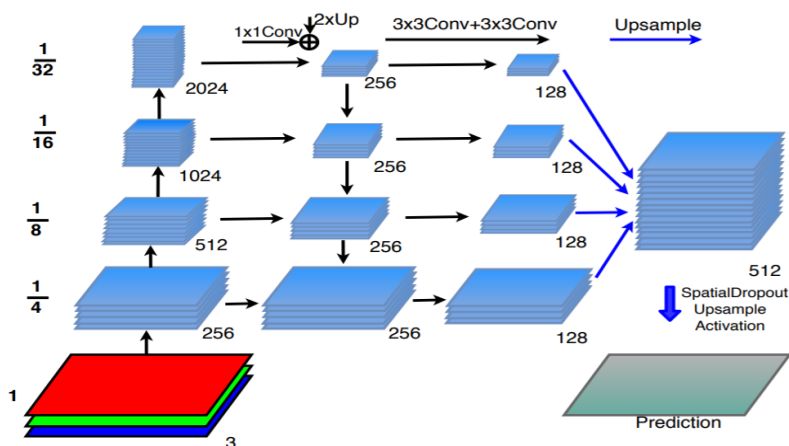 1x1Conv
2xUp
3x3Conv+3x3Conv
Upsample
1
32
2024
256
128
1
16
1024
256
128
1
8
512
256
128
512
1
4
256
256
128
SpatialDropout
Upsample
Activation
1
3
Prediction